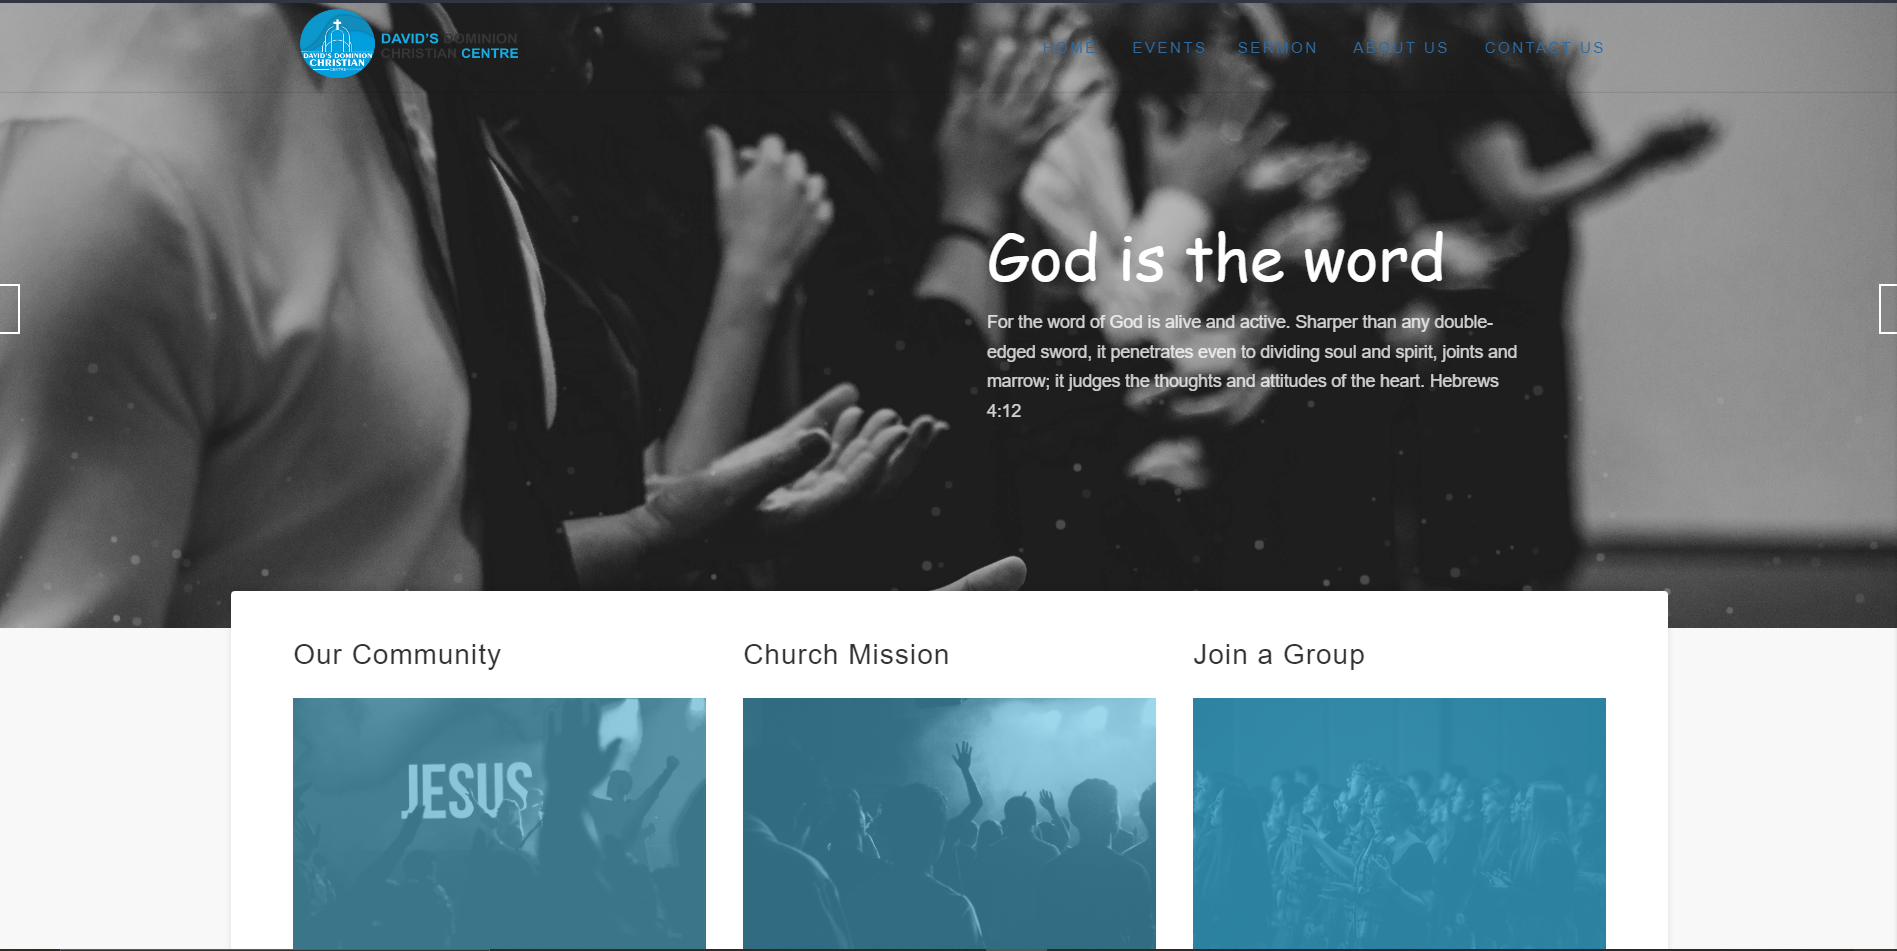 DAVID'S DOMINION
CHRISTIAN
CENTRE
DAVID'S DOMINION
CHRISTIAN CENTRE
HOME EVENTS SERMON ABOUT US CONTACT US
God is the word
For the word of God is alive and active. Sharper than any double-
edged sword, it penetrates even to dividing soul and spirit, joints and
marrow; it judges the thoughts and attitudes of the heart. Hebrews
4:12
Our Community Church Mission Join a Group
JESUS